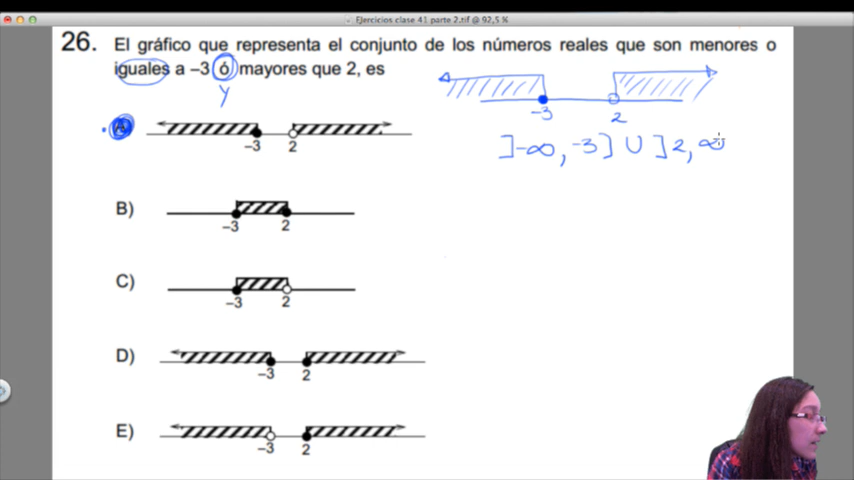 Ejercicios clase 41 parte 2.tif @ 92,5 %
26. El gráfico que representa el conjunto de los números reales que son menores o
iguales a –3 ó mayores que 2, es
y
-3 2
]-∞, -3] U ]2, ∞
A)
–3 2
B)
–3 2
C)
–3 2
D)
–3 2
E)
–3 2